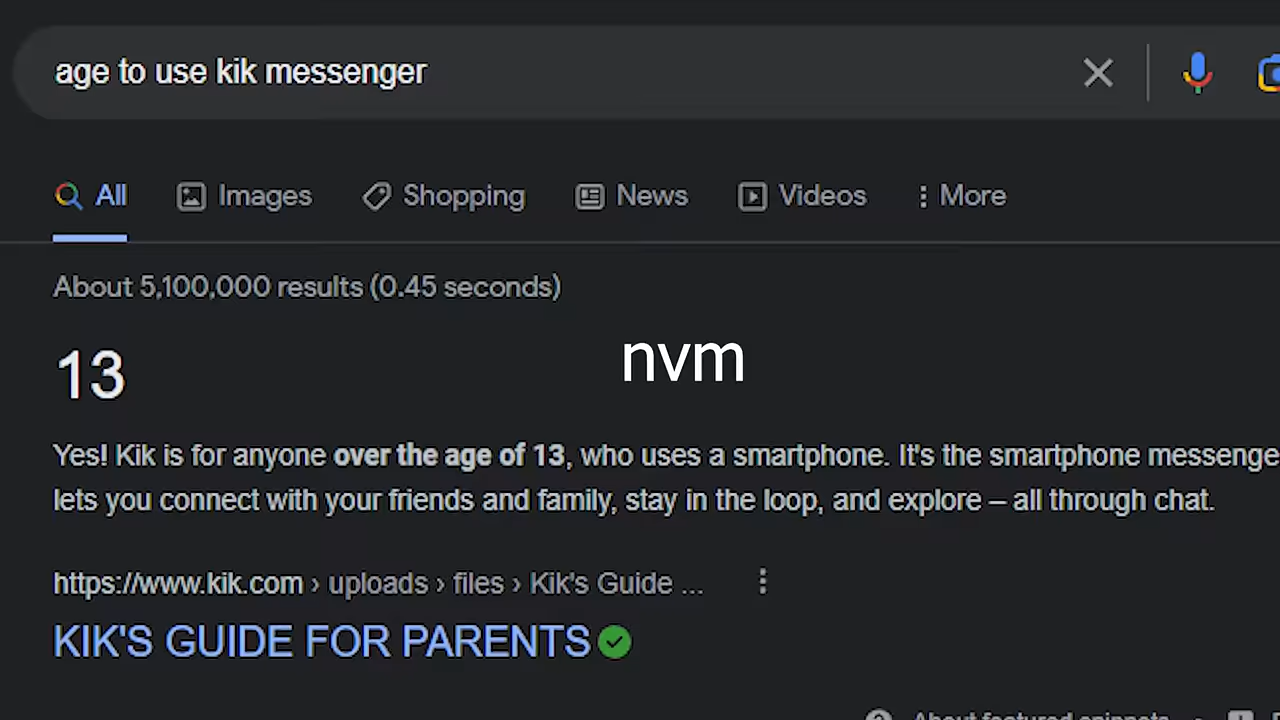 age to use kik messenger
All Images Shopping News Videos More
About 5,100,000 results (0.45 seconds)
13
nvm
Yes! Kik is for anyone over the age of 13, who uses a smartphone. It's the smartphone messenge
lets you connect with your friends and family, stay in the loop, and explore – all through chat.
https://www.kik.com › uploads › files › Kik's Guide ...
KIK'S GUIDE FOR PARENTS
About featured snippets